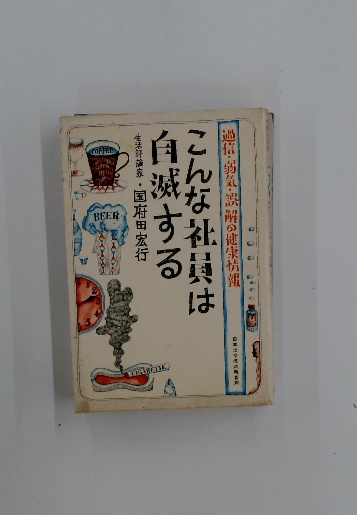 過信・弱気・誤解の健康情報
こんな社員は
自滅する
生活評論家・国府田宏行
COFFEE
BEER
CIGARETTE